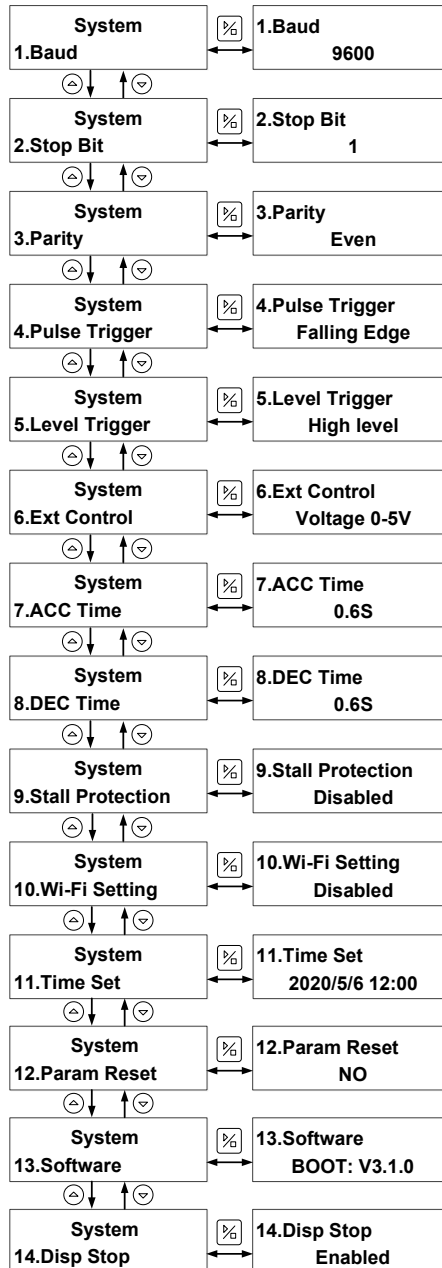 System
1.Baud
1.Baud
9600
System
2.Stop Bit
2.Stop Bit
1
System
3.Parity
3.Parity
Even
System
4.Pulse Trigger
4.Pulse Trigger
Falling Edge
System
5.Level Trigger
5.Level Trigger
High level
System
6.Ext Control
6.Ext Control
Voltage 0-5V
System
7.ACC Time
7.ACC Time
0.6S
System
8.DEC Time
8.DEC Time
0.6S
System
9.Stall Protection
9.Stall Protection
Disabled
System
10.Wi-Fi Setting
10.Wi-Fi Setting
Disabled
System
11.Time Set
11.Time Set
2020/5/6 12:00
System
12.Param Reset
12.Param Reset
NO
System
13.Software
13.Software
BOOT: V3.1.0
System
14.Disp Stop
14.Disp Stop
Enabled